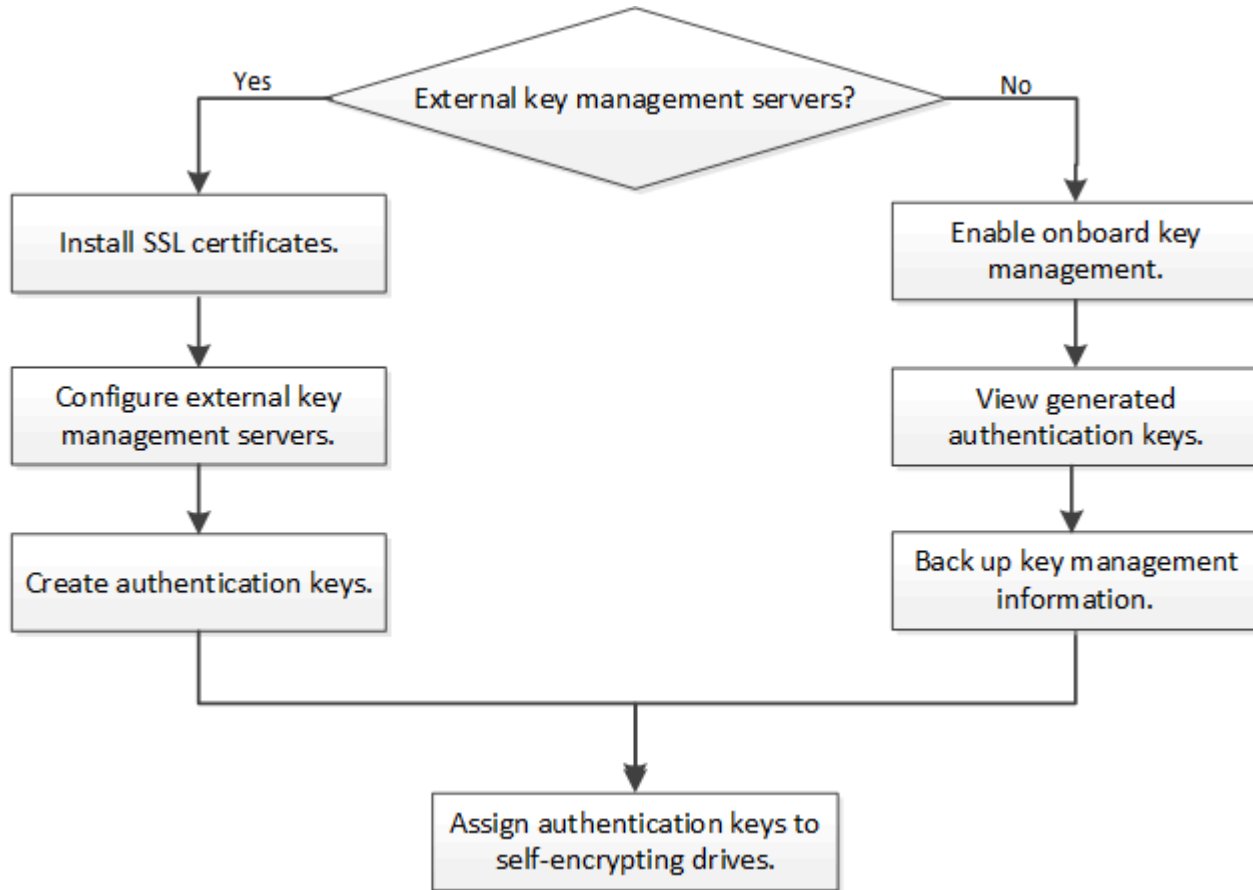 Yes
External key management servers?
No
Install SSL certificates.
Enable onboard key
management.
Configure external key
management servers.
View generated
authentication keys.
Create authentication keys.
Back up key management
information.
Assign authentication keys to
self-encrypting drives.